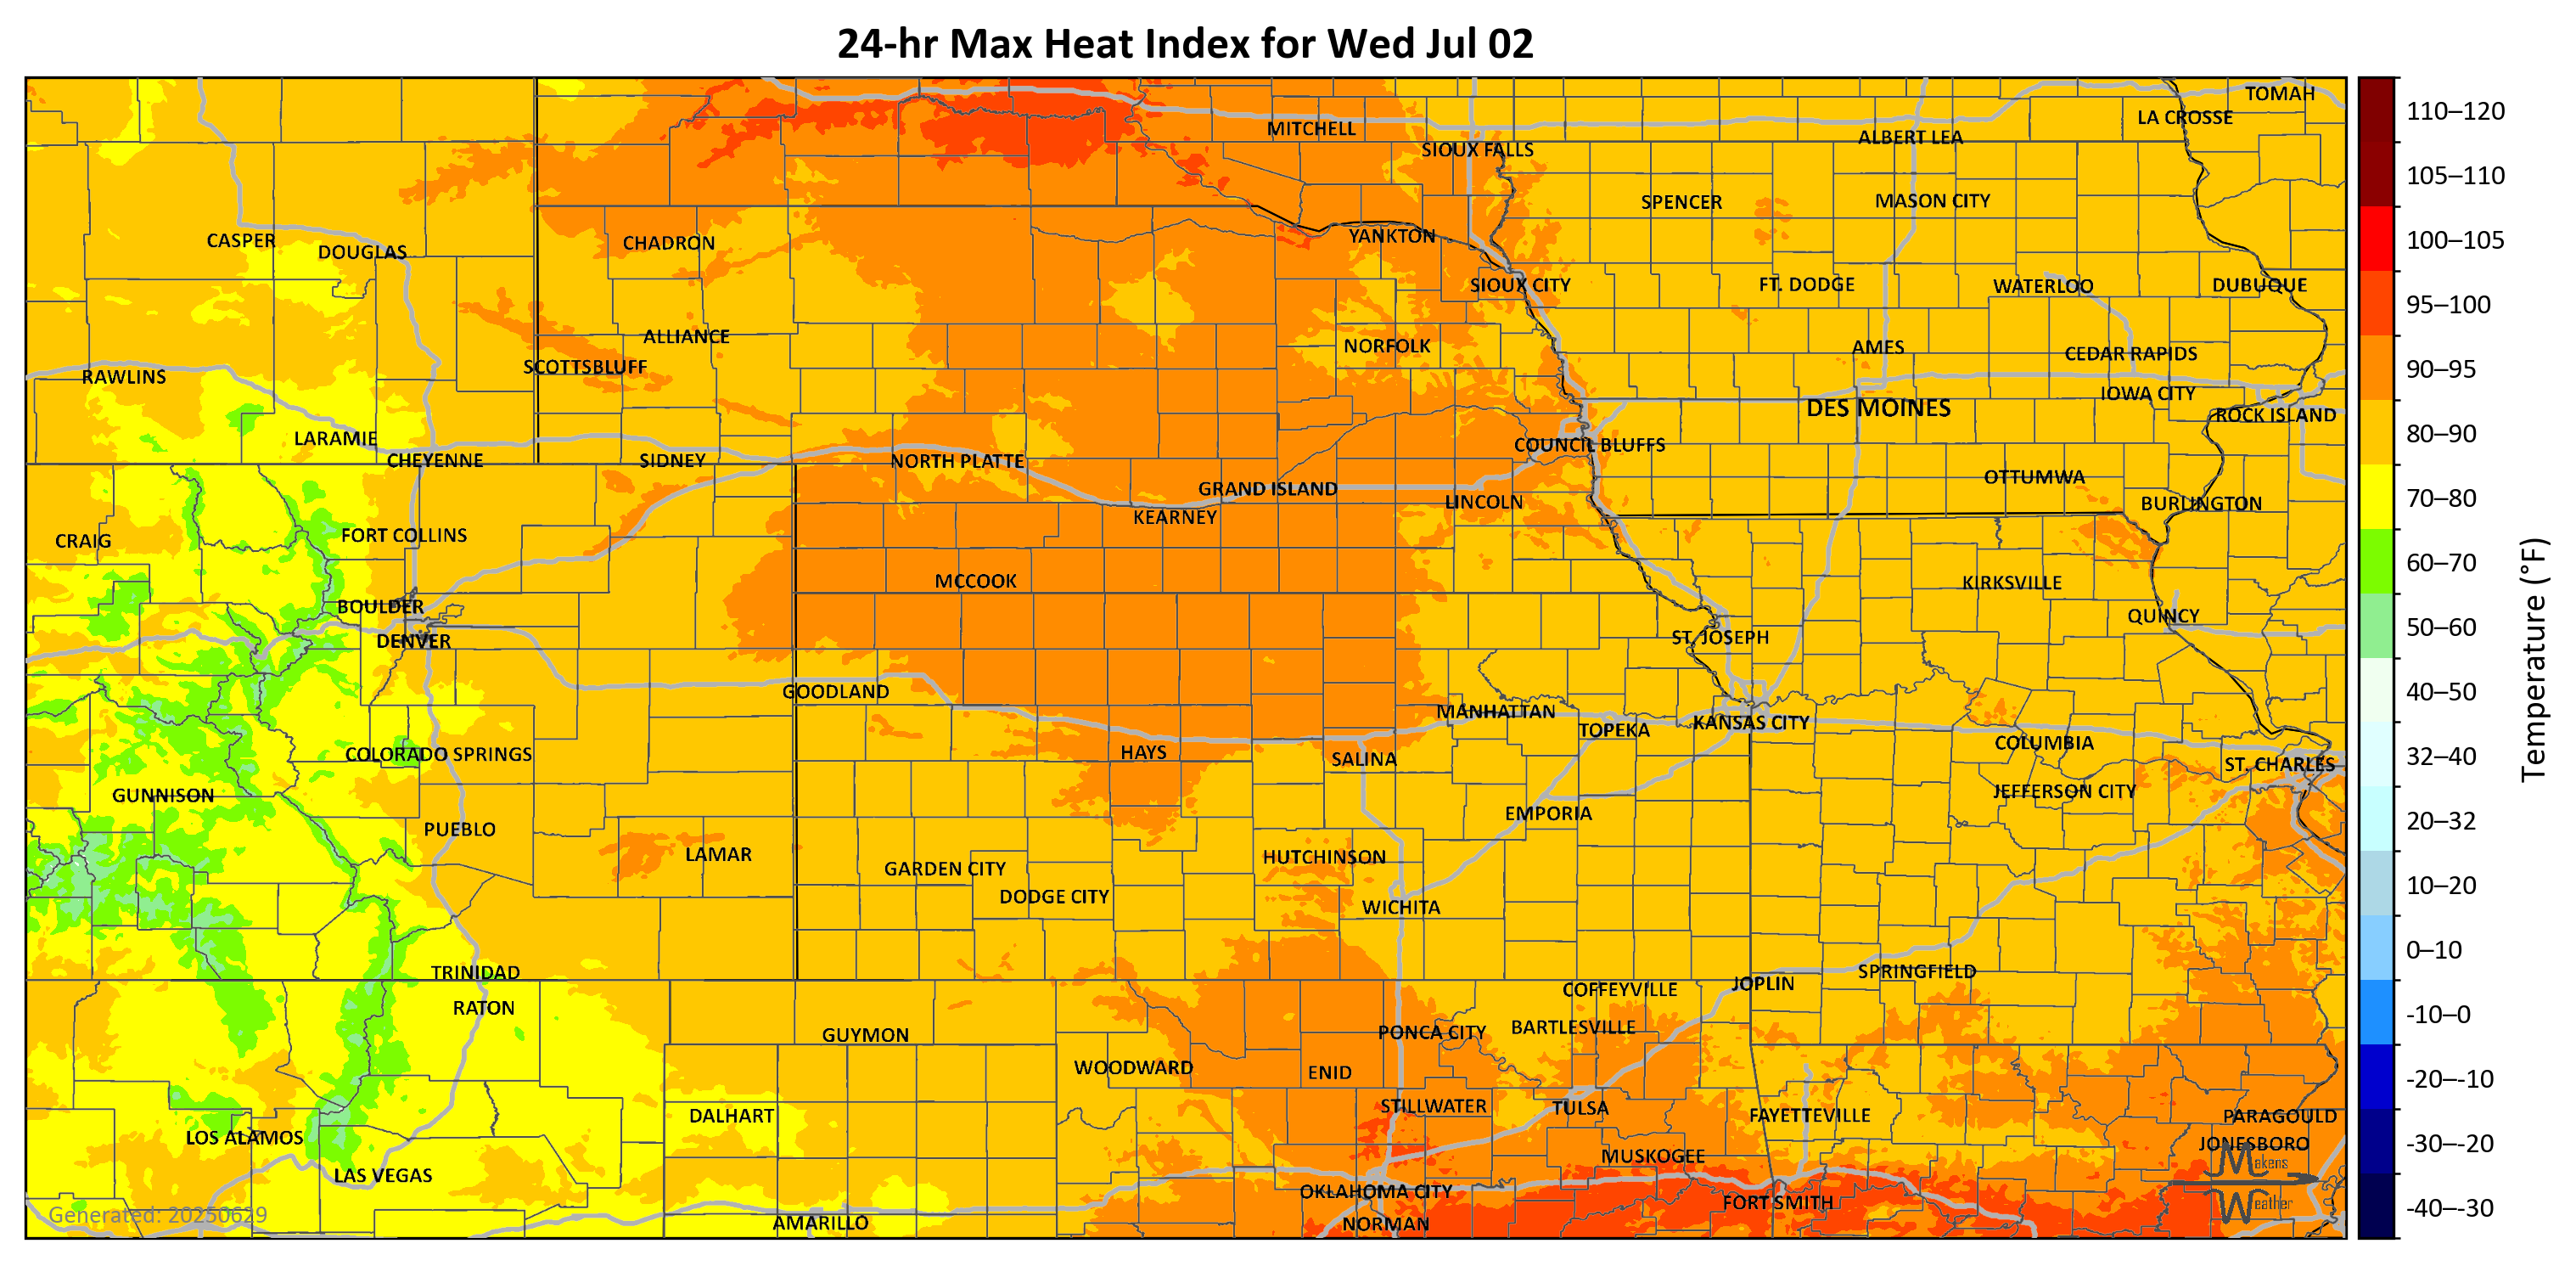 24-hr Max Heat Index for Wed Jul 02
TOMAH
LA CROSSE
MITCHELL
ALBERT LEA
SIOUX FALLS
SPENCER
MASON CITY
CASPER
DOUGLAS
CHADRON
YANKTON
SIOUX CITY
FT. DODGE
WATERLOO
DUBUQUE
ALLIANCE
NORFOLK
AMES
CEDAR RAPIDS
SCOTTSBLUFF
RAWLINS
IOWA CITY
DES MOINES
ROCK ISLAND
LARAMIE
COUNCIL BLUFFS
CHEYENNE
SIDNEY
NORTH PLATTE
OTTUMWA
GRAND ISLAND
LINCOLN
BURLINGTON
KEARNEY
FORT COLLINS
CRAIG
MCCOOK
KIRKSVILLE
BOULDER
QUINCY
DENVER
ST. JOSEPH
GOODLAND
MANHATTAN
TOPEKA
KANSAS CITY
COLUMBIA
COLORADO SPRINGS
HAYS
SALINA
ST. CHARLES
GUNNISON
JEFFERSON CITY
EMPORIA
PUEBLO
LAMAR
HUTCHINSON
GARDEN CITY
DODGE CITY
WICHITA
TRINIDAD
SPRINGFIELD
JOPLIN
COFFEYVILLE
RATON
GUYMON
PONCA CITY
BARTLESVILLE
WOODWARD
ENID
STILLWATER
TULSA
DALHART
FAYETTEVILLE
PARAGOULD
LOS ALAMOS
JONESBORO
MUSKOGEE
LAS VEGAS
OKLAHOMA CITY
FORT SMITH
AMARILLO
NORMAN
Generated: 20250629
Makens
Weather
110–120
105–110
100–105
95–100
90–95
80–90
70–80
60–70
50–60
40–50
32–40
20–32
10–20
0–10
-10–0
-20–-10
-30–-20
-40–-30
Temperature (°F)